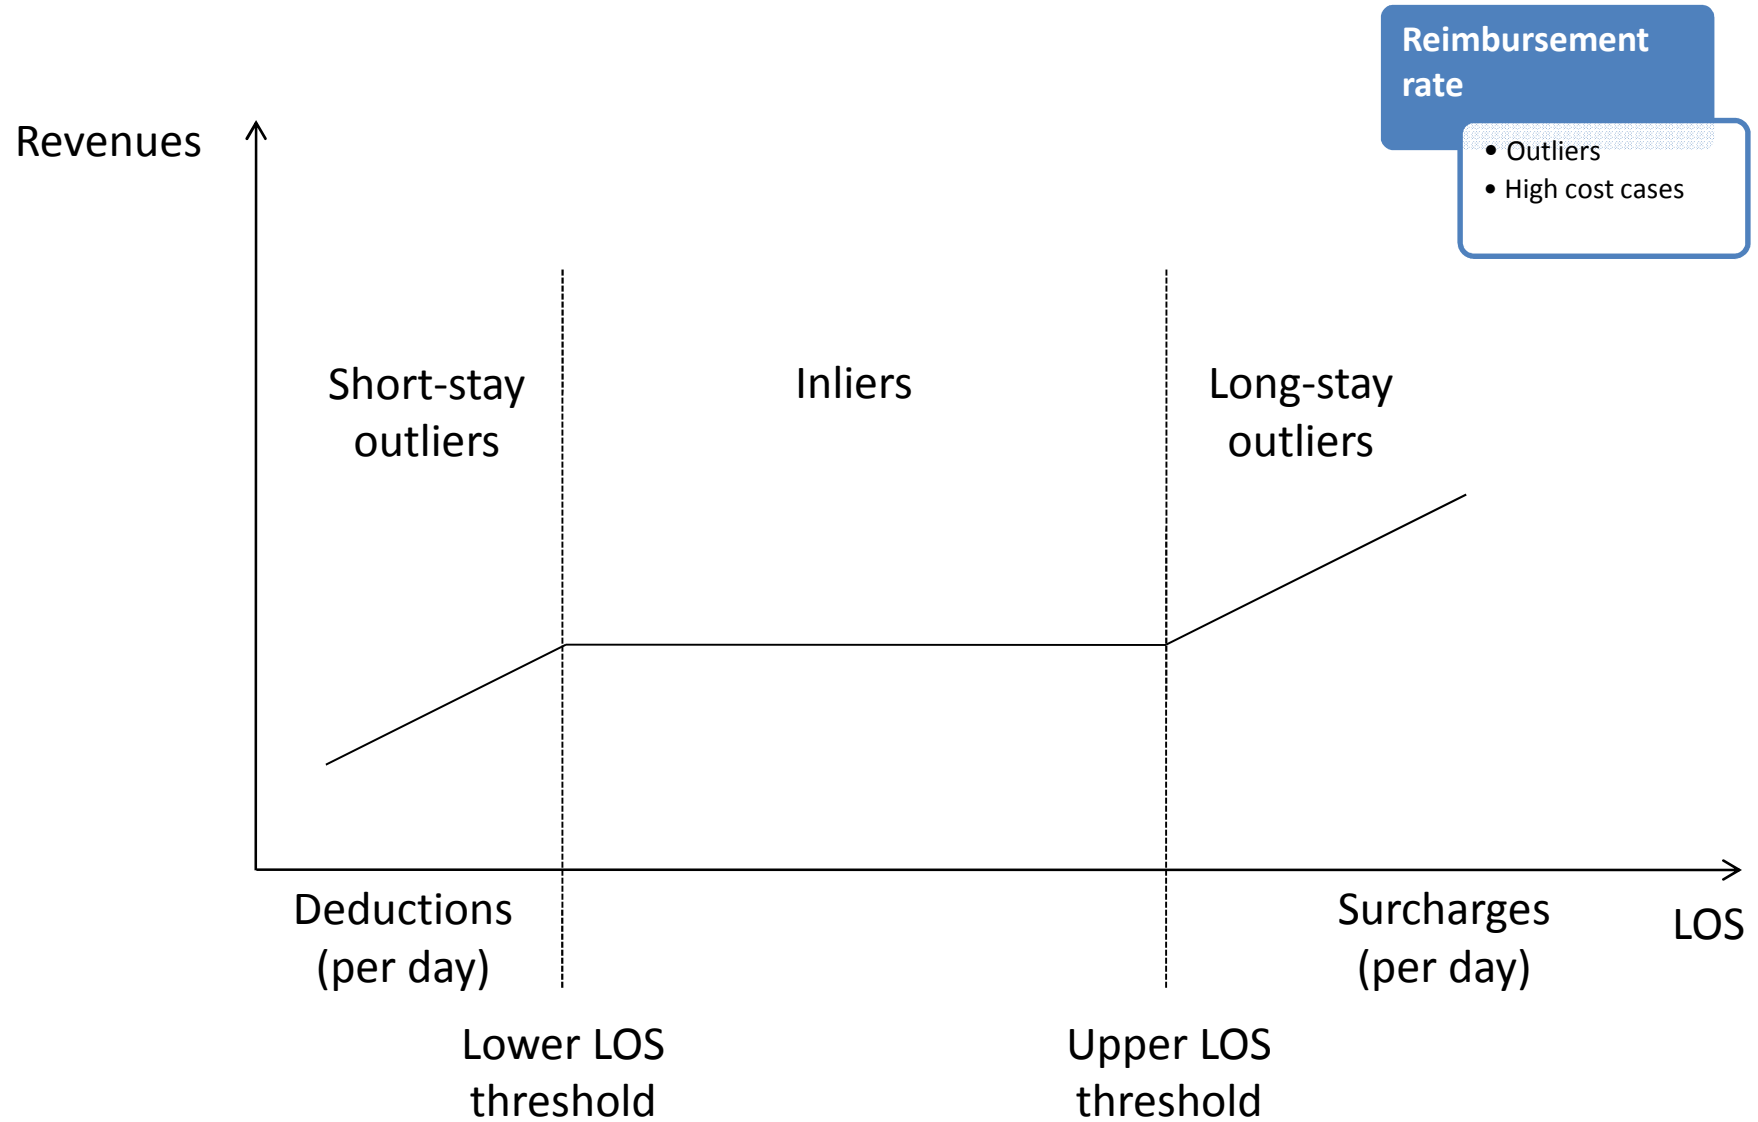 Reimbursement
rate
• Outliers
• High cost cases
Revenues
Short-stay
outliers
Inliers
Long-stay
outliers
Deductions
(per day)
Surcharges
(per day)
LOS
Lower LOS
threshold
Upper LOS
threshold